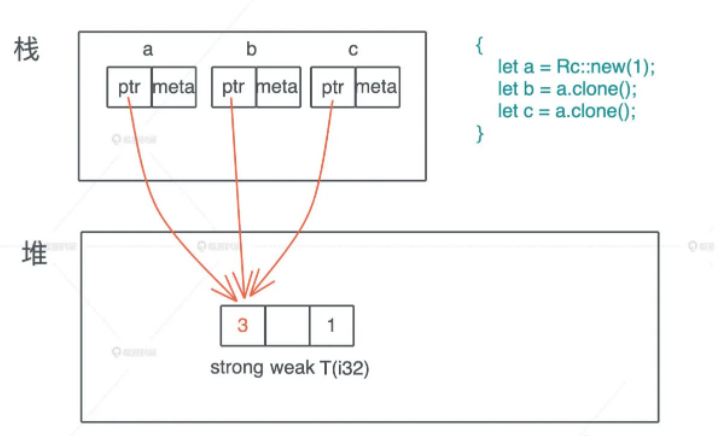 栈
a b c
ptr meta ptr meta ptr meta
{
let a = Rc::new(1);
let b = a.clone();
let c = a.clone();
}
堆
3 1
strong weak T(i32)